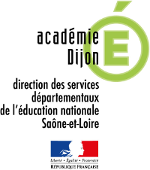 académie
Dijon
é
direction des services
départementaux
de l'éducation nationale
Saône-et-Loire
Liberté • Égalité • Fraternité
RÉPUBLIQUE FRANÇAISE